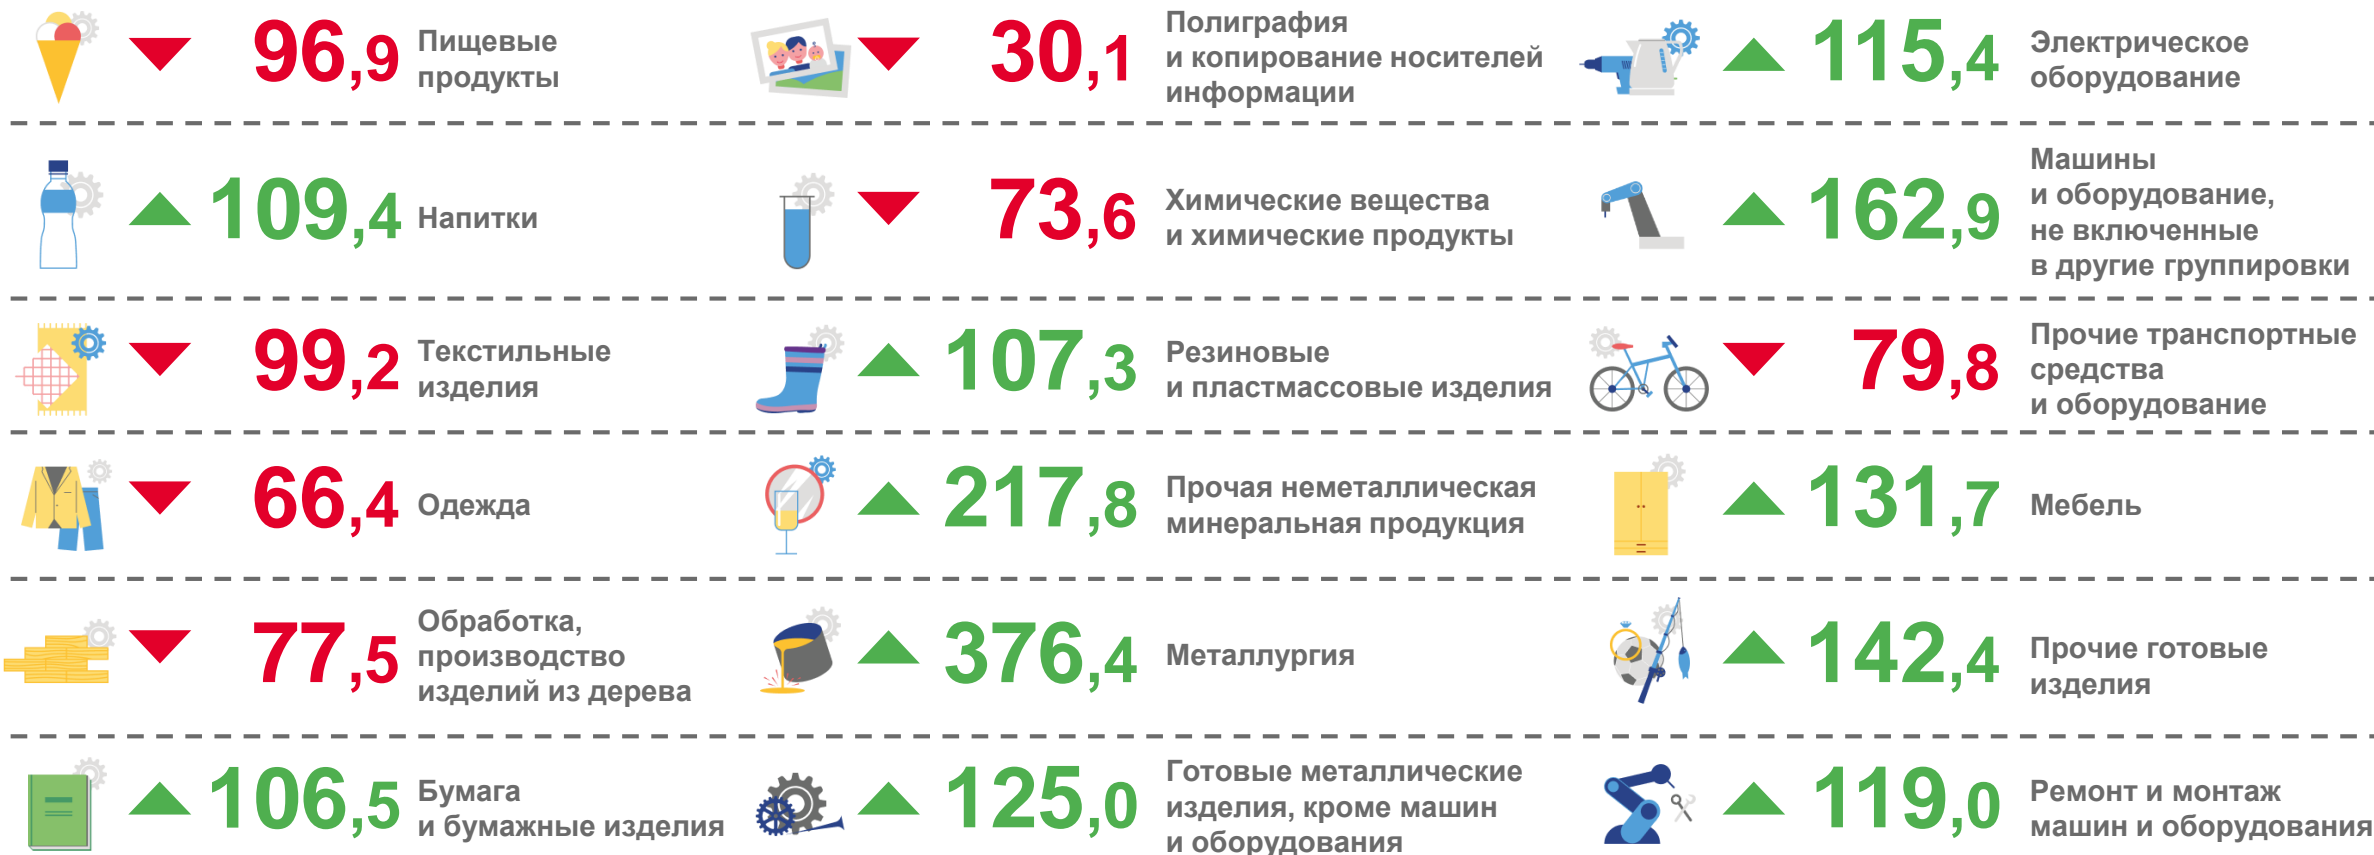 96,9
Пищевые
продукты
30,1
Полиграфия
и копирование носителей
информации
115,4
Электрическое
оборудование
109,4
Напитки
73,6
Химические вещества
и химические продукты
162,9
Машины
и оборудование,
не включенные
в другие группировки
99,2
Текстильные
изделия
107,3
Резиновые
и пластмассовые изделия
79,8
Прочие транспортные
средства
и оборудование
66,4
Одежда
217,8
Прочая неметаллическая
минеральная продукция
131,7
Мебель
77,5
Обработка,
производство
изделий из дерева
376,4
Металлургия
142,4
Прочие готовые
изделия
106,5
Бумага
и бумажные изделия
125,0
Готовые металлические
изделия, кроме машин
и оборудования
119,0
Ремонт и монтаж
машин и оборудования